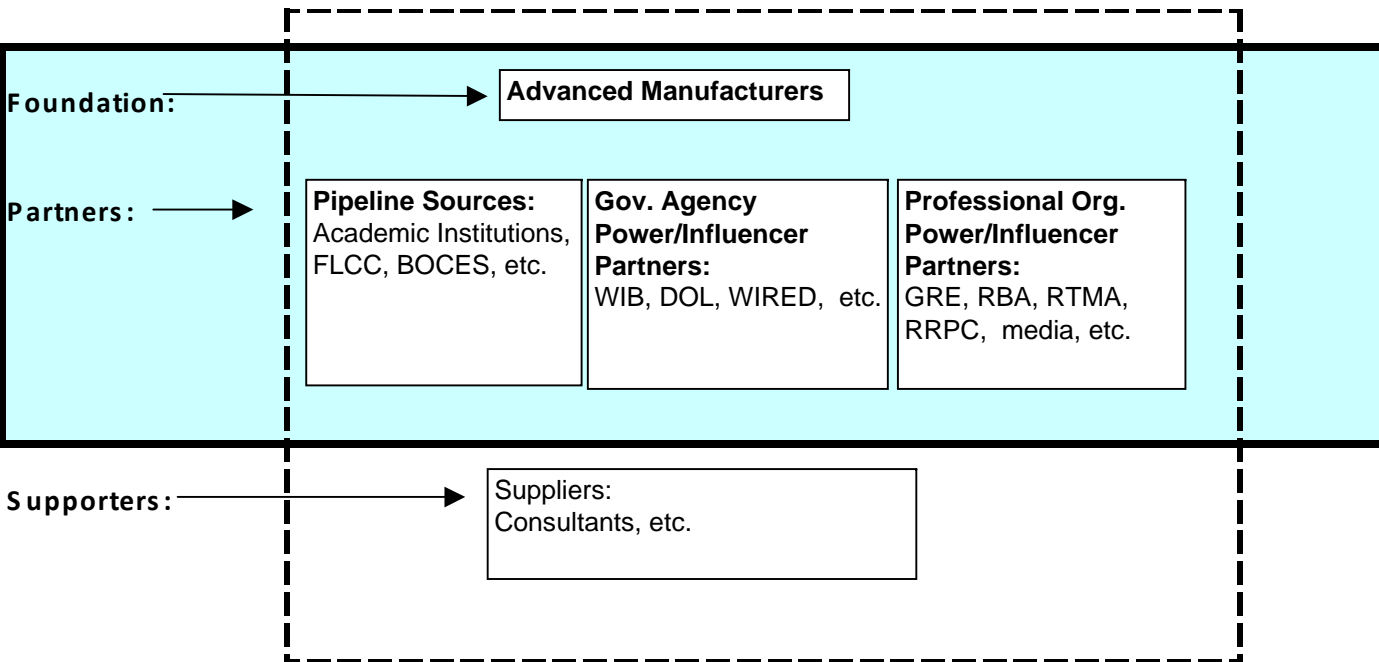 Foundation:
Advanced Manufacturers
Partners:
Pipeline Sources:
Academic Institutions,
FLCC, BOCES, etc.
Gov. Agency
Power/Influencer
Partners:
WIB, DOL, WIRED, etc.
Professional Org.
Power/Influencer
Partners:
GRE, RBA, RTMA,
RRPC, media, etc.
Supporters:
Suppliers:
Consultants, etc.